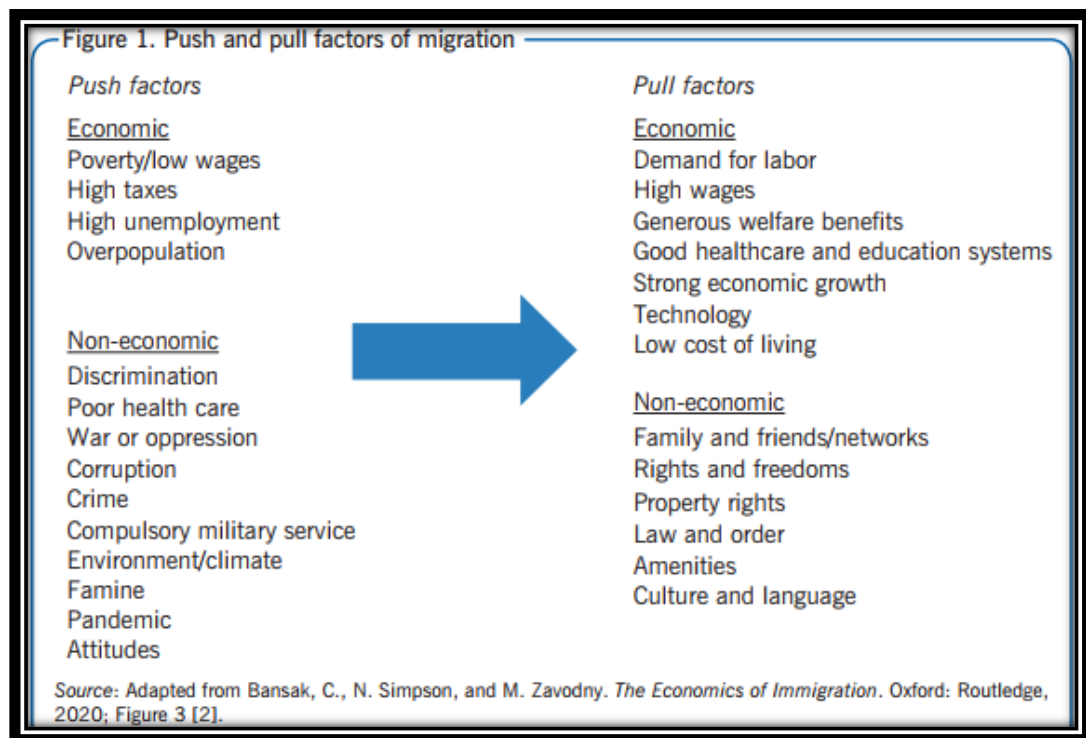 Figure 1. Push and pull factors of migration
Push factors
Economic
Poverty/low wages
High taxes
High unemployment
Overpopulation
Non-economic
Discrimination
Poor health care
War or oppression
Corruption
Crime
Compulsory military service
Environment/climate
Famine
Pandemic
Attitudes
Pull factors
Economic
Demand for labor
High wages
Generous welfare benefits
Good healthcare and education systems
Strong economic growth
Technology
Low cost of living
Non-economic
Family and friends/networks
Rights and freedoms
Property rights
Law and order
Amenities
Culture and language
Source: Adapted from Bansak, C., N. Simpson, and M. Zavodny. The Economics of Immigration. Oxford: Routledge,
2020; Figure 3 [2].